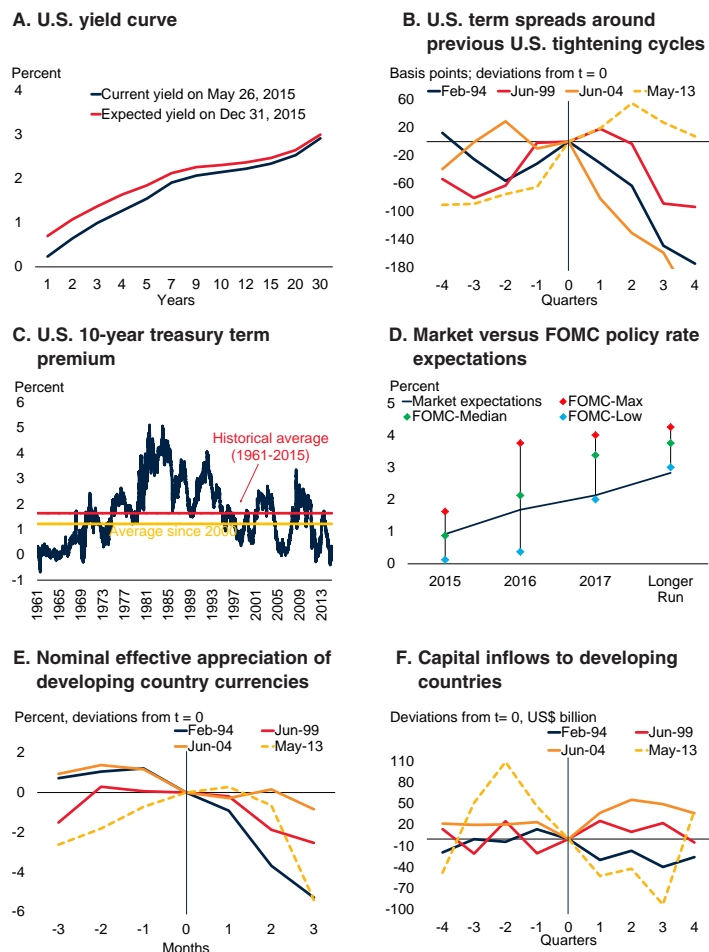 A. U.S. yield curve
Percent
4
3
2
1
0
Current yield on May 26, 2015
Expected yield on Dec 31, 2015
1 2 3 4 5 7 9 10 12 15 20 30
Years
B. U.S. term spreads around
previous U.S. tightening cycles
Basis points; deviations from t = 0
Feb-94 Jun-99 Jun-04 May-13
60
20
-20
-60
-100
-140
-180
-4 -3 -2 -1 0 1 2 3 4
Quarters
C. U.S. 10-year treasury term
premium
Percent
6
5
4
3
2
1
0
-1
Historical average
(1961-2015)
Average since 2000
1961 1965 1969 1973 1977 1981 1985 1989 1993 1997 2001 2005 2009 2013
D. Market versus FOMC policy rate
expectations
Percent
5
4
3
2
1
0
Market expectations FOMC-Max
FOMC-Median FOMC-Low
2015 2016 2017 Longer
Run
E. Nominal effective appreciation of
developing country currencies
Percent, deviations from t = 0
Feb-94 Jun-99
Jun-04 May-13
2
0
-2
-4
-6
-3 -2 -1 0 1 2 3
Months
F. Capital inflows to developing
countries
Deviations from t= 0, US$ billion
Feb-94 Jun-99
Jun-04 May-13
110
80
50
20
-10
-40
-70
-100
-4 -3 -2 -1 0 1 2 3 4
Quarters